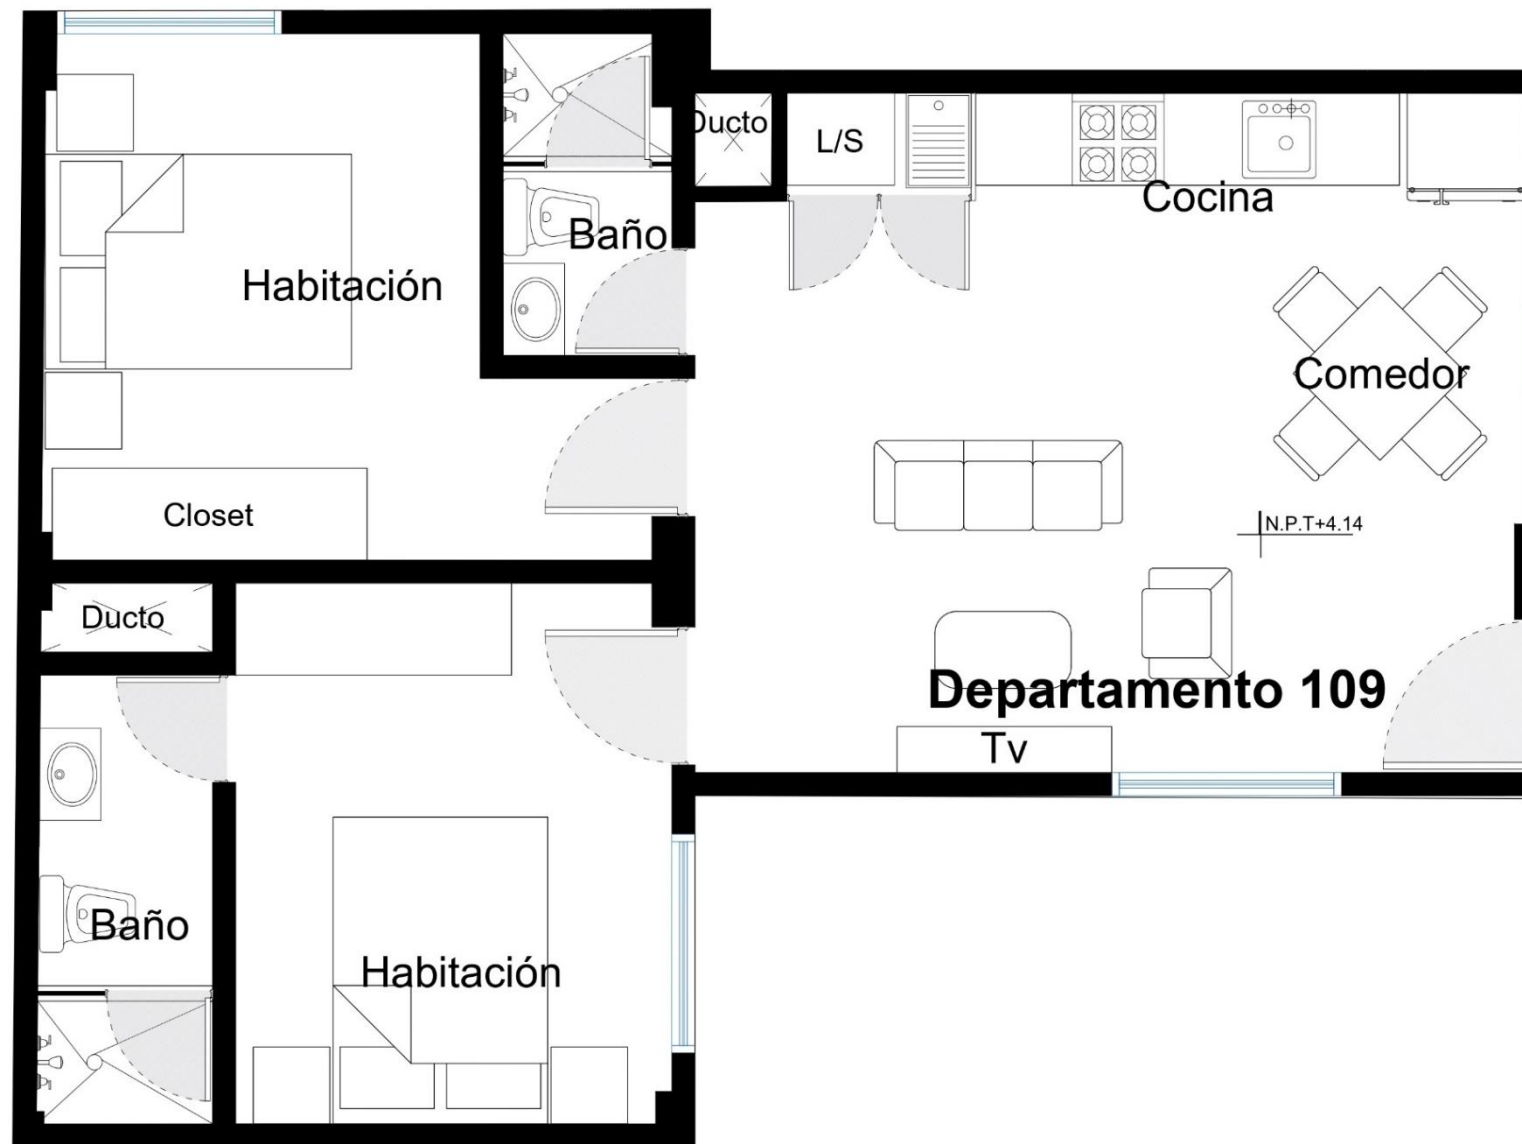 Ducto
L/S
Cocina
Baño
Habitación
Comedor
Closet
N.P.T+4.14
Ducto
Departamento 109
Tv
Baño
Habitación